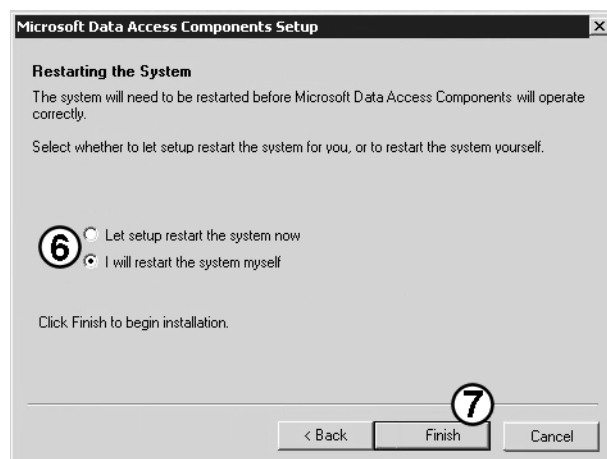 Microsoft Data Access Components Setup
Restarting the System
The system will need to be restarted before Microsoft Data Access Components will operate
correctly.
Select whether to let setup restart the system for you, or to restart the system yourself.
6
Let setup restart the system now
I will restart the system myself
Click Finish to begin installation.
7
< Back
Finish
Cancel